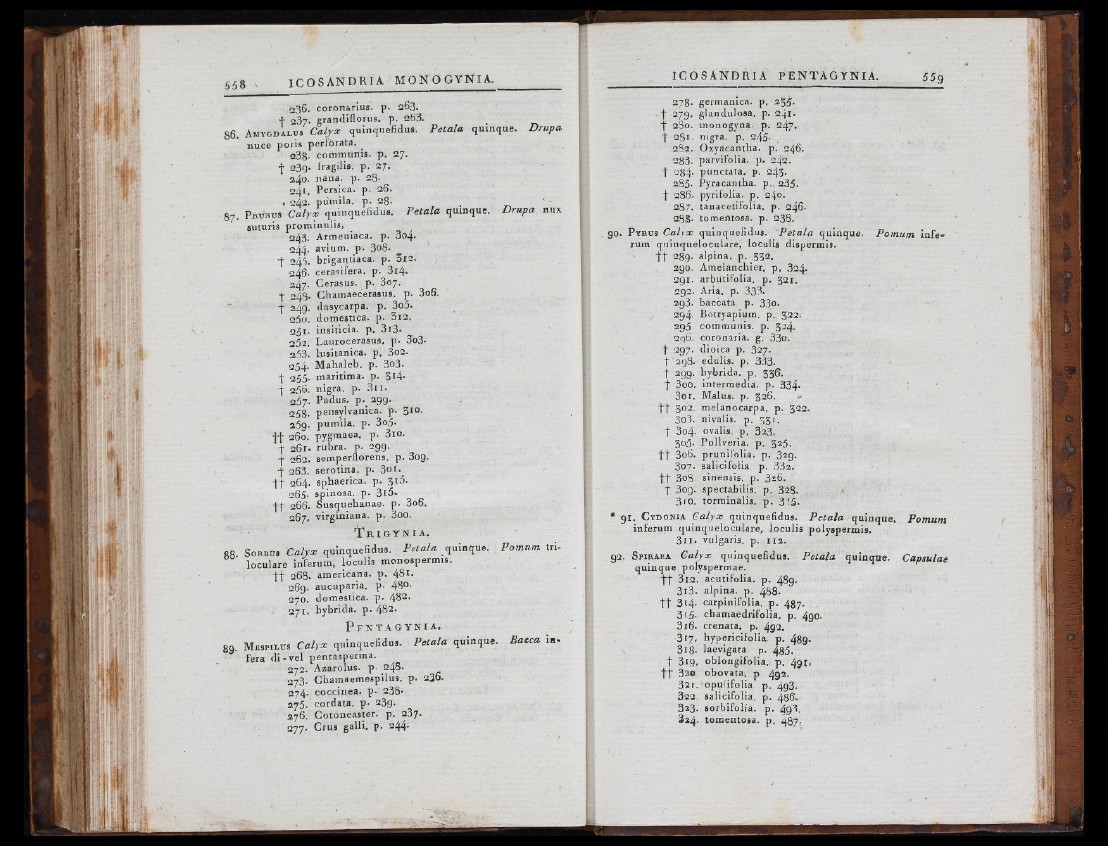 558 ICOSANDRIA MONOGYNIA.
236. coronarius. p. 263.
† 237. grandiflorus. p. 263.
86. AMYGDALUS Calyx quinquefidus. Petala quinque. Drupa
nuce poris perforata.
238. communis. p. 27.
† 239. fragilis. p. 27.
240. nana. p. 28.
241. Persica. p. 26.
242. pumila. p. 28.
87. PRUNUS Calyx quinquefidus. Petala quinque. Drupa nux
suturis prominulis,
243. Armeniaca. p. 304.
244. avium. p. 308.
† 245. brigantiaca. p. 312.
246. cerasifera. p. 314.
247. Cerasus. p. 307.
† 248. Chamaecerasus. p. 306.
† 249. dasycarpa. p. 305.
250. domestica. p. 312.
251. insiticia. p. 313.
252. Laurocerasus. p. 303.
253. lusitanica. p. 302.
254. Mahaleb. p. 303.
† 255. maritima. p. 314.
† 256. nigra. p. 311.
257. Padus. p. 299.
258. pensylvanica. p. 310.
259. pumila. p. 305.
†† 260. pygmaea. p. 310.
† 261. rubra. p. 299.
† 262. semperflorens. p. 309.
† 263. serotina. p. 301.
†† 264. sphaerica. p. 315.
265. spinosa. p. 315.
†† 266. Susquehanae. p. 306.
267. virginiana. p. 300.
TRIGYNIA.
88. SORBUS Calyx quinquefidus. Petala quinque. Pomum tri-
loculare inferum, loculis monospermis.
†† 268. americana. p. 481.
269. aucuparia. p. 480.
270. domestica. p. 482.
271. hybrida. p. 482.
PENTAGYNIA.
89. MESPILUS Calyx quinquefidus. Petala quinque. Bacca in-
fera di-vel pentasperma.
272. Azarolus. p. 248.
273. Chamaemespilus. p. 236.
274. coccinea. p. 238.
275. cordata. p. 239.
276. Cotoneaster. p. 237.
277. Crus galli. p. 244.
ICOSANDRIA PENTAGYNIA. 559
278. germanica. p. 235.
† 279. glandulosa. p. 241.
† 280. monogyna. p. 247.
† 281. nigra. p. 245.
282. Oxyacantha. p. 246.
283. parvifolia. p. 242.
† 284. punctata. p. 243.
285. Pyracantha. p. 235.
† 286. pyrifolia. p. 240.
287. tanacetifolia. p. 246.
288. tomentosa. p. 238.
90. PYRUS Calyx quinquefidus. Petala quinque. Pomum infe-
rum quinqueloculare, loculis dispermis.
†† 289. alpina. p. 332.
290. Amelanchier. p. 324.
291. arbutifolia. p. 321.
292. Aria. p. 333.
293. baccata. p. 330.
294. Botryapium. p. 322.
295 communis. p. 324.
296. coronaria. g. 330.
† 297. dioica p. 327.
† 298. edulis. p. 333.
† 299. hybrida. p. 336.
† 300. intermedia. p. 334.
301. Malus. p. 326.
†† 302. melanocarpa. p. 322.
303. nivalis. p. 331.
† 304. ovalis. p. 323.
305. Pollveria. p. 325.
†† 306. prunifolia. p. 329.
307. salicifolia p. 332.
†† 308. sinensis. p. 326.
† 309. spectabilis. p. 328.
310. torminalis. p. 335.
* 91. CYDONIA Calyx quinquefidus. Petala quinque. Pomum
inferum quinqueloculare, loculis polyspermis.
311. vulgaris. p. 112.
92. SPIRAEA Calyx quinquefidus. Petala quinque. Capsulae
quinque polyspermae.
†† 312. acutifolia. p. 489.
313. alpina. p. 488.
†† 314. carpinifolia. p. 487.
315. chamaedrifolia. p. 490.
316. crenata. p. 492.
317. hypericifolia. p. 489.
318. laevigata. p. 485.
† 319. oblongifolia. p. 491.
†† 320. obovata. p 492.
321. opulifolia p. 493.
322. salicifolia. p. 486.
323. sorbifolia. p. 493.
324. tomentosa. p. 487.